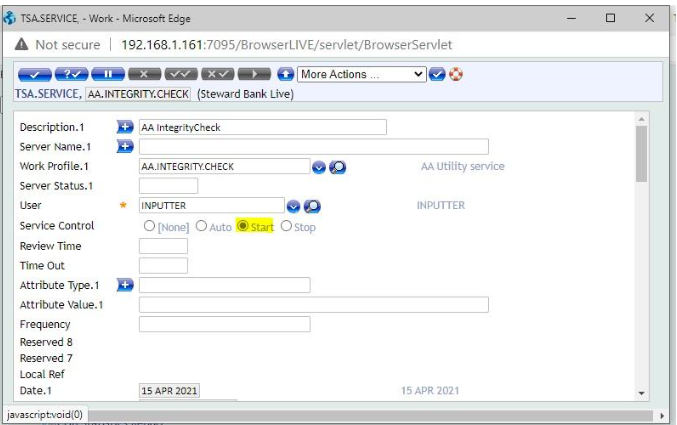 TSA.SERVICE, - Work - Microsoft Edge
Not secure | 192.168.1.161:7095/BrowserLIVE/servlet/BrowserServlet
More Actions ...
TSA.SERVICE, AA.INTEGRITY.CHECK (Steward Bank Live)
Description.1 AA IntegrityCheck
Server Name.1
Work Profile.1 AA.INTEGRITY.CHECK AA Utility service
Server Status.1
User * INPUTTER INPUTTER
Service Control [None] Auto Start Stop
Review Time
Time Out
Attribute Type.1
Attribute Value.1
Frequency
Reserved 8
Reserved 7
Local Ref
Date.1 15 APR 2021 15 APR 2021
javascript:void(0)